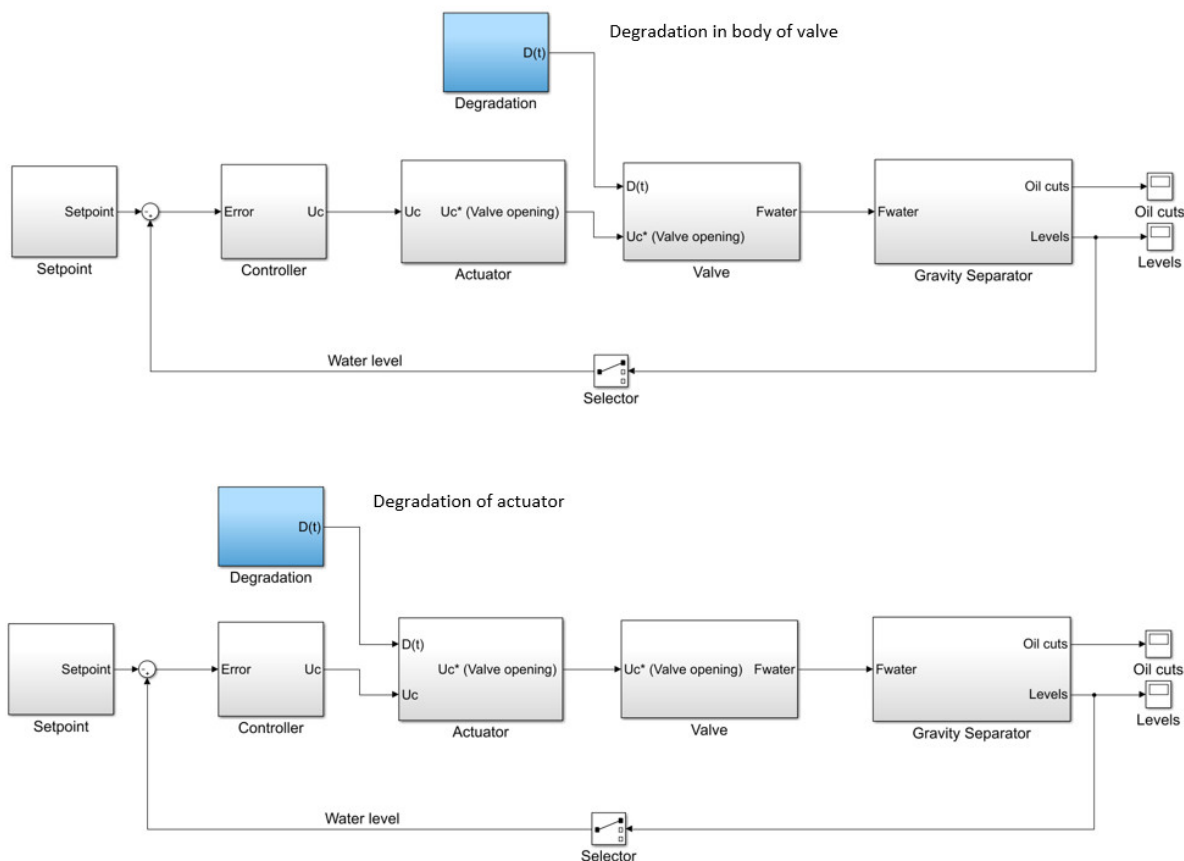 Degradation in body of valve
D(t)
Degradation
Setpoint
Setpoint
Error
Uc
Controller
Uc
Uc* (Valve opening)
Actuator
D(t)
Uc* (Valve opening)
Fwater
Valve
Fwater
Oil cuts
Levels
Gravity Separator
Oil cuts
Levels
Water level
Selector
Degradation of actuator
D(t)
Degradation
Setpoint
Setpoint
Error
Uc
Controller
D(t)
Uc
Uc* (Valve opening)
Actuator
Uc* (Valve opening)
Fwater
Valve
Fwater
Oil cuts
Levels
Gravity Separator
Oil cuts
Levels
Water level
Selector